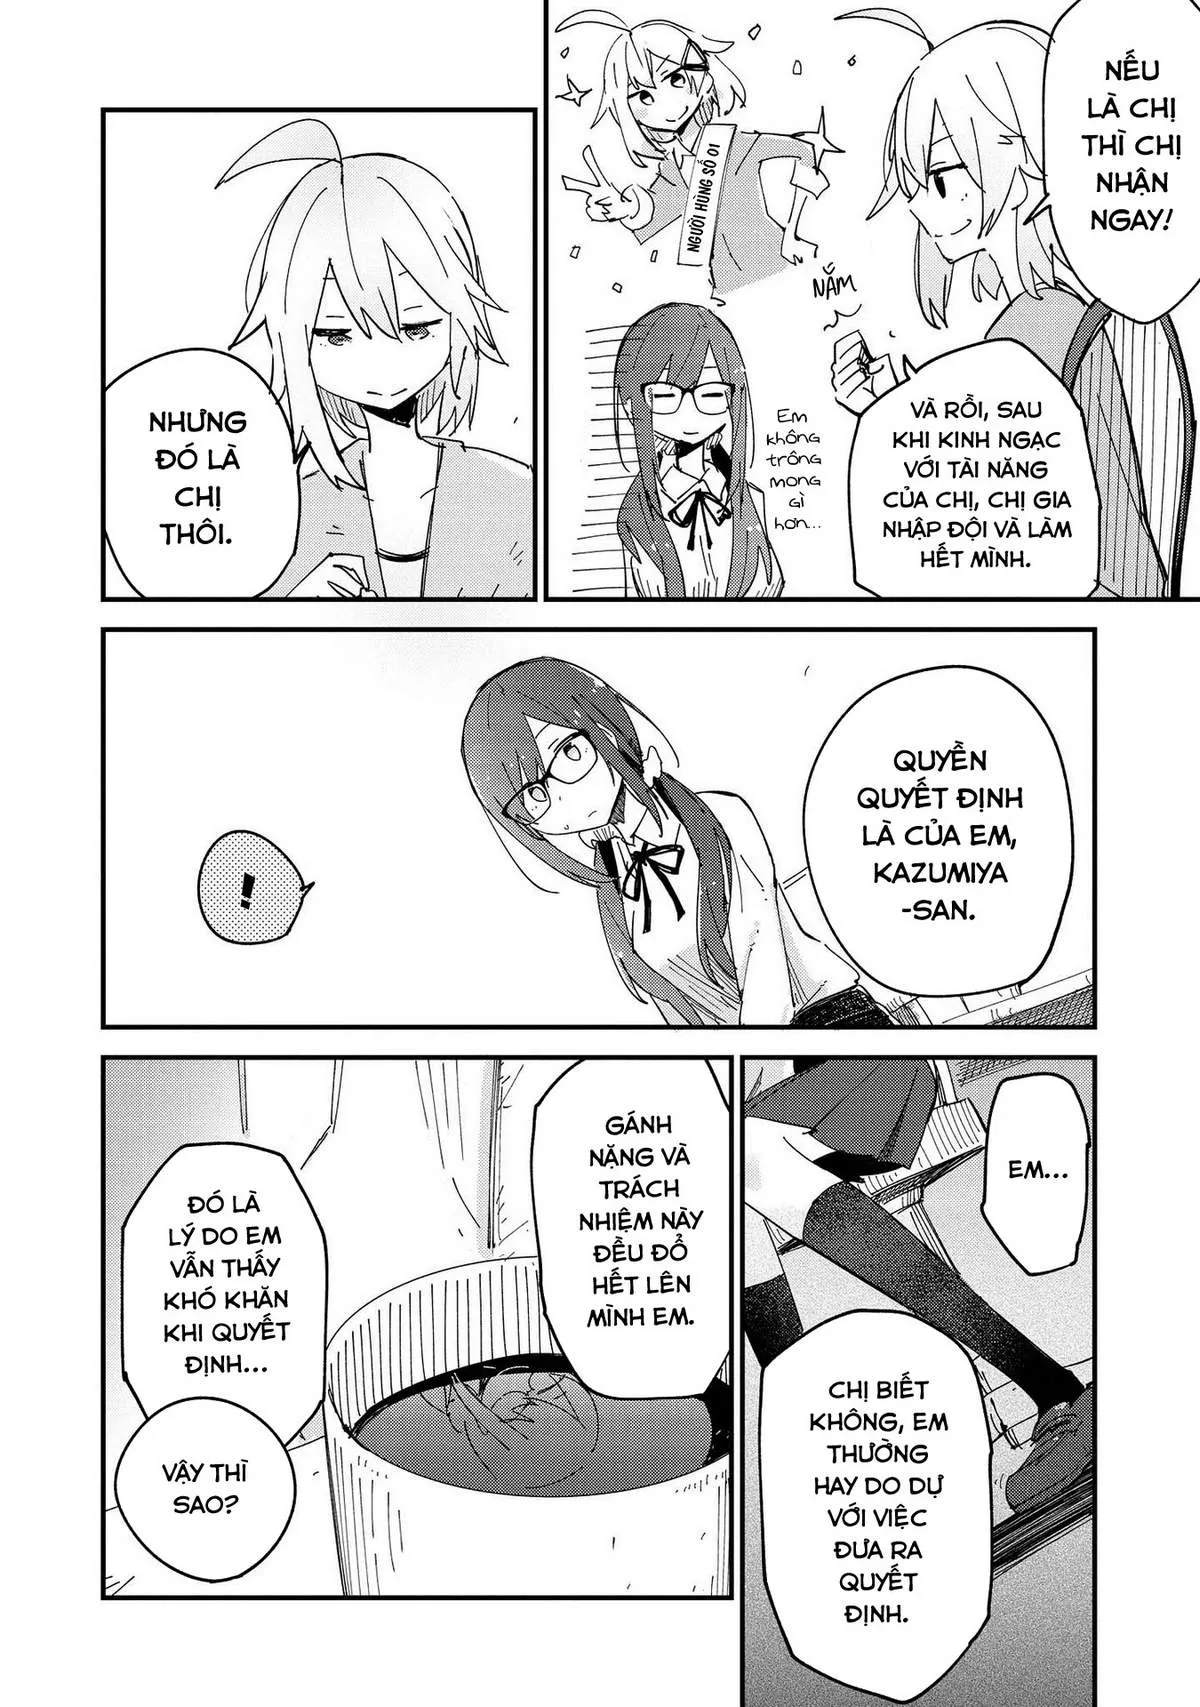 NẾU
LÀ CHỊ
THÌ CHỊ
NHẬN
NGAY!
NGƯỜI HÙNG SỐ 01
NẮM
VÀ RỒI, SAU
KHI KINH NGẠC
VỚI TÀI NĂNG
CỦA CHỊ, CHỊ GIA
NHẬP ĐỘI VÀ LÀM
HẾT MÌNH.
Em
không
trông
mong
gì
hơn...
NHƯNG
ĐÓ LÀ
CHỊ
THÔI.
QUYỀN
QUYẾT ĐỊNH
LÀ CỦA EM,
KAZUMIYA
-SAN.
!
EM...
CHỊ BIẾT
KHÔNG, EM
THƯỜNG
HAY DO DỰ
VỚI VIỆC
ĐƯA RA
QUYẾT
ĐỊNH.
GÁNH
NẶNG VÀ
TRÁCH
NHIỆM NÀY
ĐỀU ĐỔ
HẾT LÊN
MÌNH EM.
ĐÓ LÀ
LÝ DO EM
VẪN THẤY
KHÓ KHĂN
KHI QUYẾT
ĐỊNH...
VẬY THÌ
SAO?